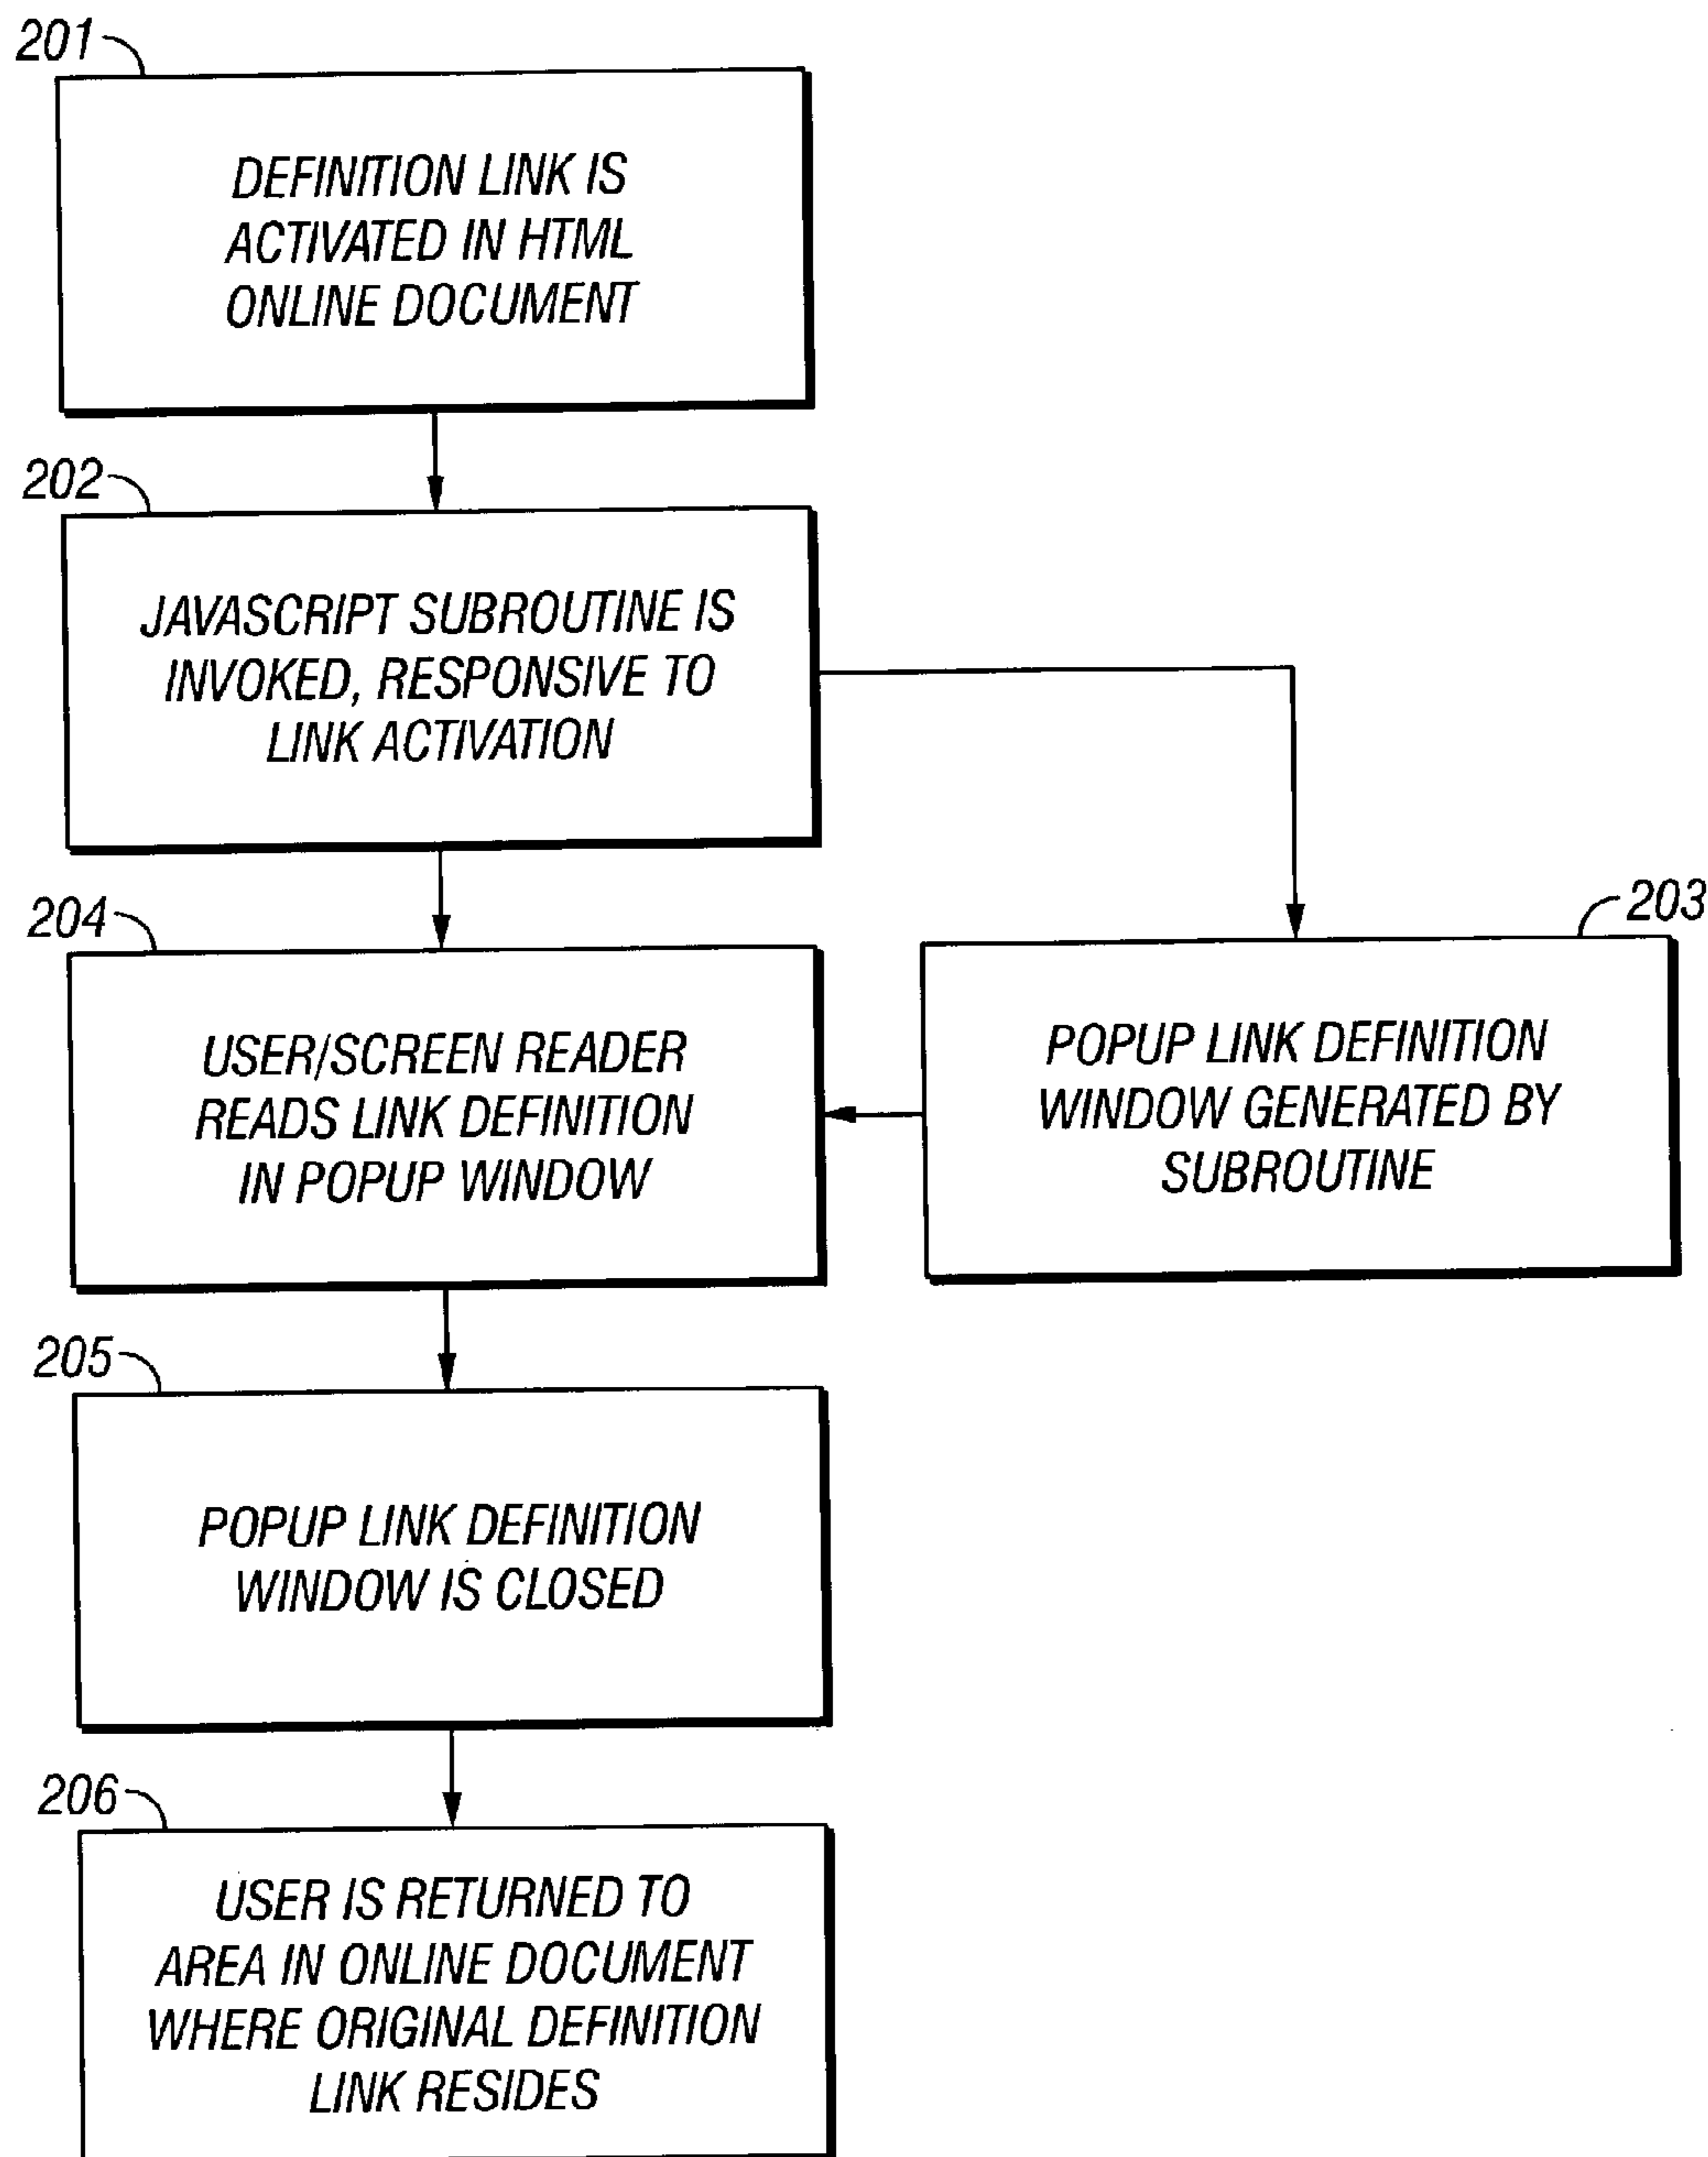 201
DEFINITION LINK IS
ACTIVATED IN HTML
ONLINE DOCUMENT
202
JAVASCRIPT SUBROUTINE IS
INVOKED, RESPONSIVE TO
LINK ACTIVATION
204
USER/SCREEN READER
READS LINK DEFINITION
IN POPUP WINDOW
203
POPUP LINK DEFINITION
WINDOW GENERATED BY
SUBROUTINE
205
POPUP LINK DEFINITION
WINDOW IS CLOSED
206
USER IS RETURNED TO
AREA IN ONLINE DOCUMENT
WHERE ORIGINAL DEFINITION
LINK RESIDES